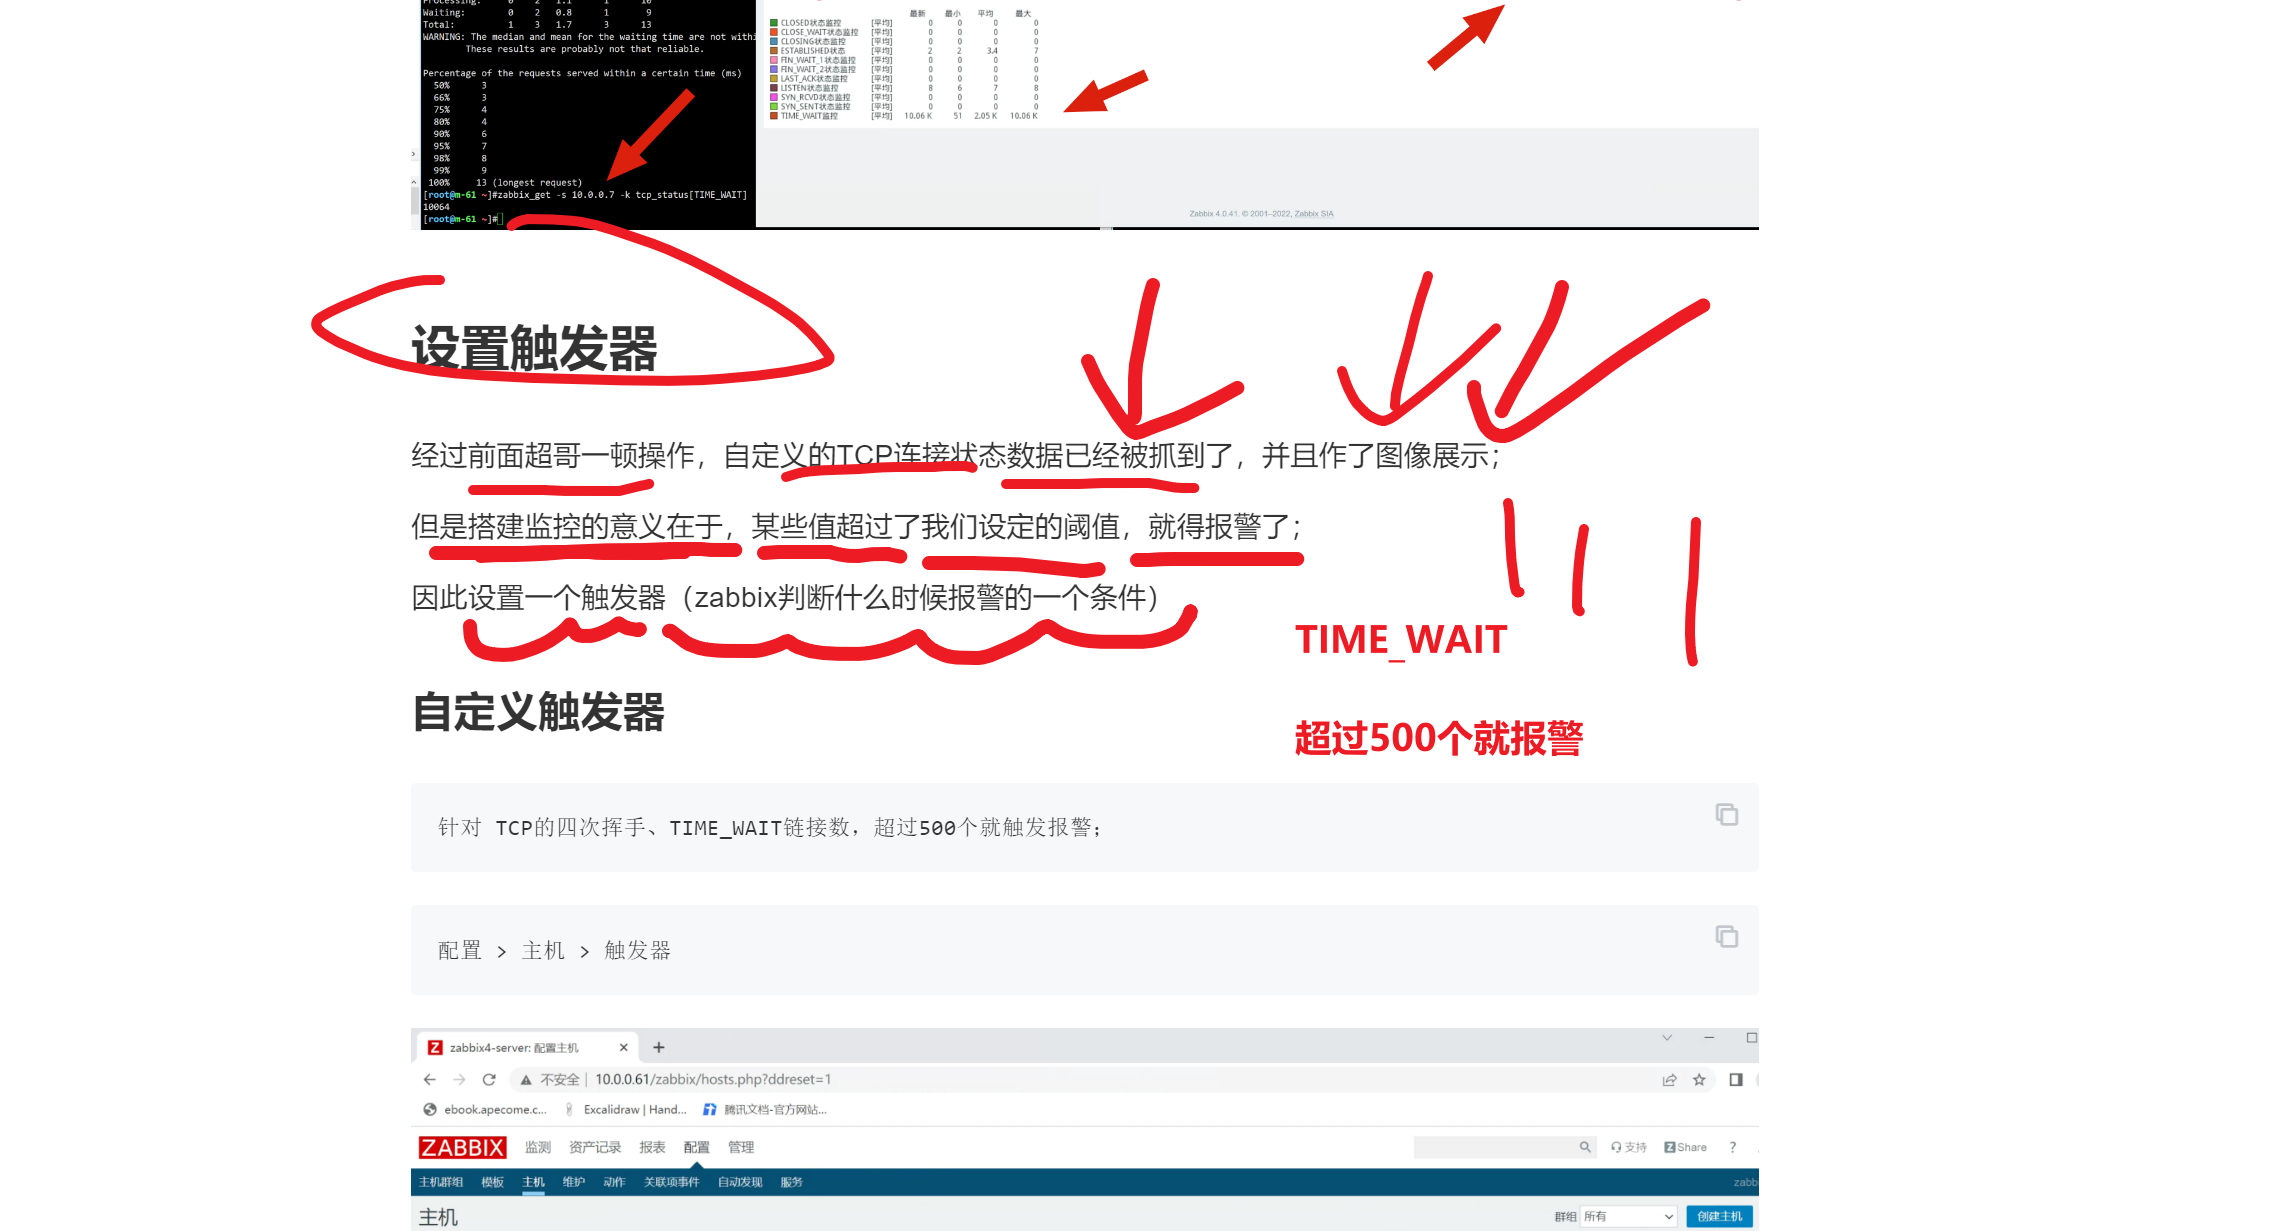 Processing: 0 2 1.1 1 10
Waiting: 0 2 0.8 1 9
Total: 1 3 1.7 3 13
WARNING: The median and mean for the waiting time are not withi
These results are probably not that reliable.
Percentage of the requests served within a certain time (ms)
50% 3
66% 3
75% 4
80% 4
90% 6
95% 7
98% 8
99% 9
100% 13 (longest request)
[root@m-61 ~]#zabbix_get -s 10.0.0.7 -k tcp_status[TIME_WAIT]
10064
[root@m-61 ~]#
最新 最小 平均 最大
CLOSED状态监控 [平均] 0 0 0 0
CLOSE_WAIT状态监控 [平均] 0 0 0 0
CLOSING状态监控 [平均] 0 0 0 0
ESTABLISHED状态 [平均] 2 2 3.4 7
FIN_WAIT_1状态监控 [平均] 0 0 0 0
FIN_WAIT_2状态监控 [平均] 0 0 0 0
LAST_ACK状态监控 [平均] 0 0 0 0
LISTEN状态监控 [平均] 8 6 7 8
SYN_RCVD状态监控 [平均] 0 0 0 0
SYN_SENT状态监控 [平均] 0 0 0 0
TIME_WAIT监控 [平均] 10.06 K 51 2.05 K 10.06 K
Zabbix 4.0.41. © 2001–2022, Zabbix SIA
设置触发器
经过前面超哥一顿操作，自定义的TCP连接状态数据已经被抓到了，并且作了图像展示；
但是搭建监控的意义在于，某些值超过了我们设定的阈值，就得报警了；
因此设置一个触发器（zabbix判断什么时候报警的一个条件）
TIME_WAIT
自定义触发器
超过500个就报警
针对 TCP的四次挥手、TIME_WAIT链接数，超过500个就触发报警；
配置 > 主机 > 触发器
zabbix4-server: 配置主机
不安全 | 10.0.0.61/zabbix/hosts.php?ddreset=1
ebook.apecome.c... Excalidraw | Hand... 腾讯文档-官方网站...
ZABBIX 监测 资产记录 报表 配置 管理 支持 Z Share ?
主机群组 模板 主机 维护 动作 关联项事件 自动发现 服务 zabb
主机 群组 所有 创建主机